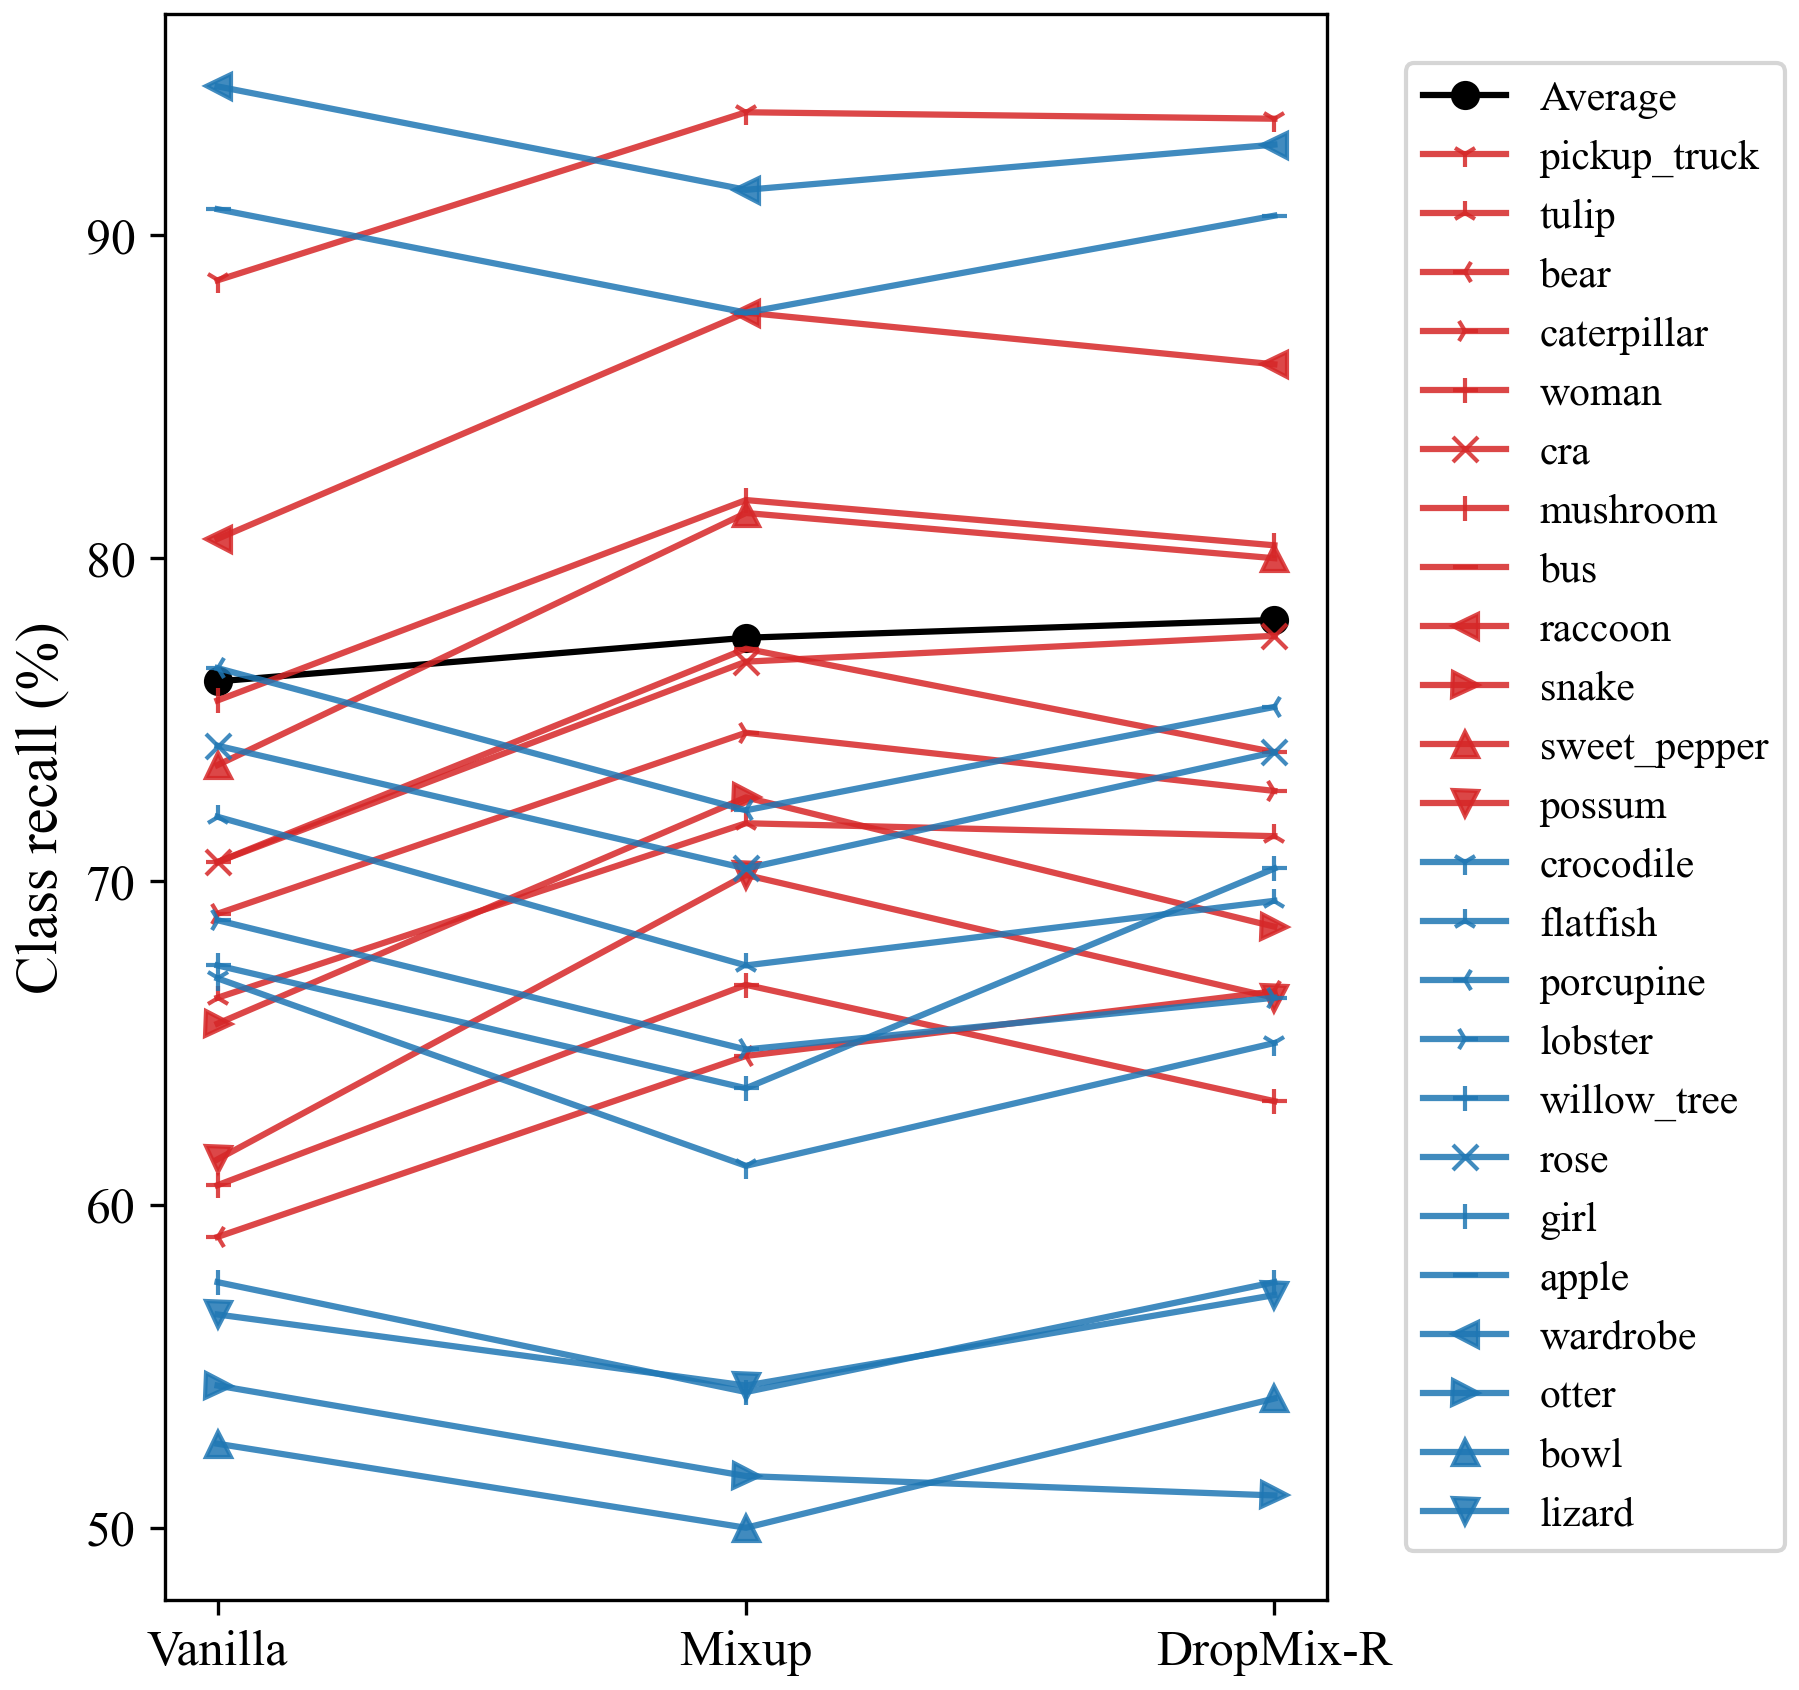 Class recall (%)
90
80
70
60
50
Vanilla
Mixup
DropMix-R
Average
pickup_truck
tulip
bear
caterpillar
woman
cra
mushroom
bus
raccoon
snake
sweet_pepper
possum
crocodile
flatfish
porcupine
lobster
willow_tree
rose
girl
apple
wardrobe
otter
bowl
lizard